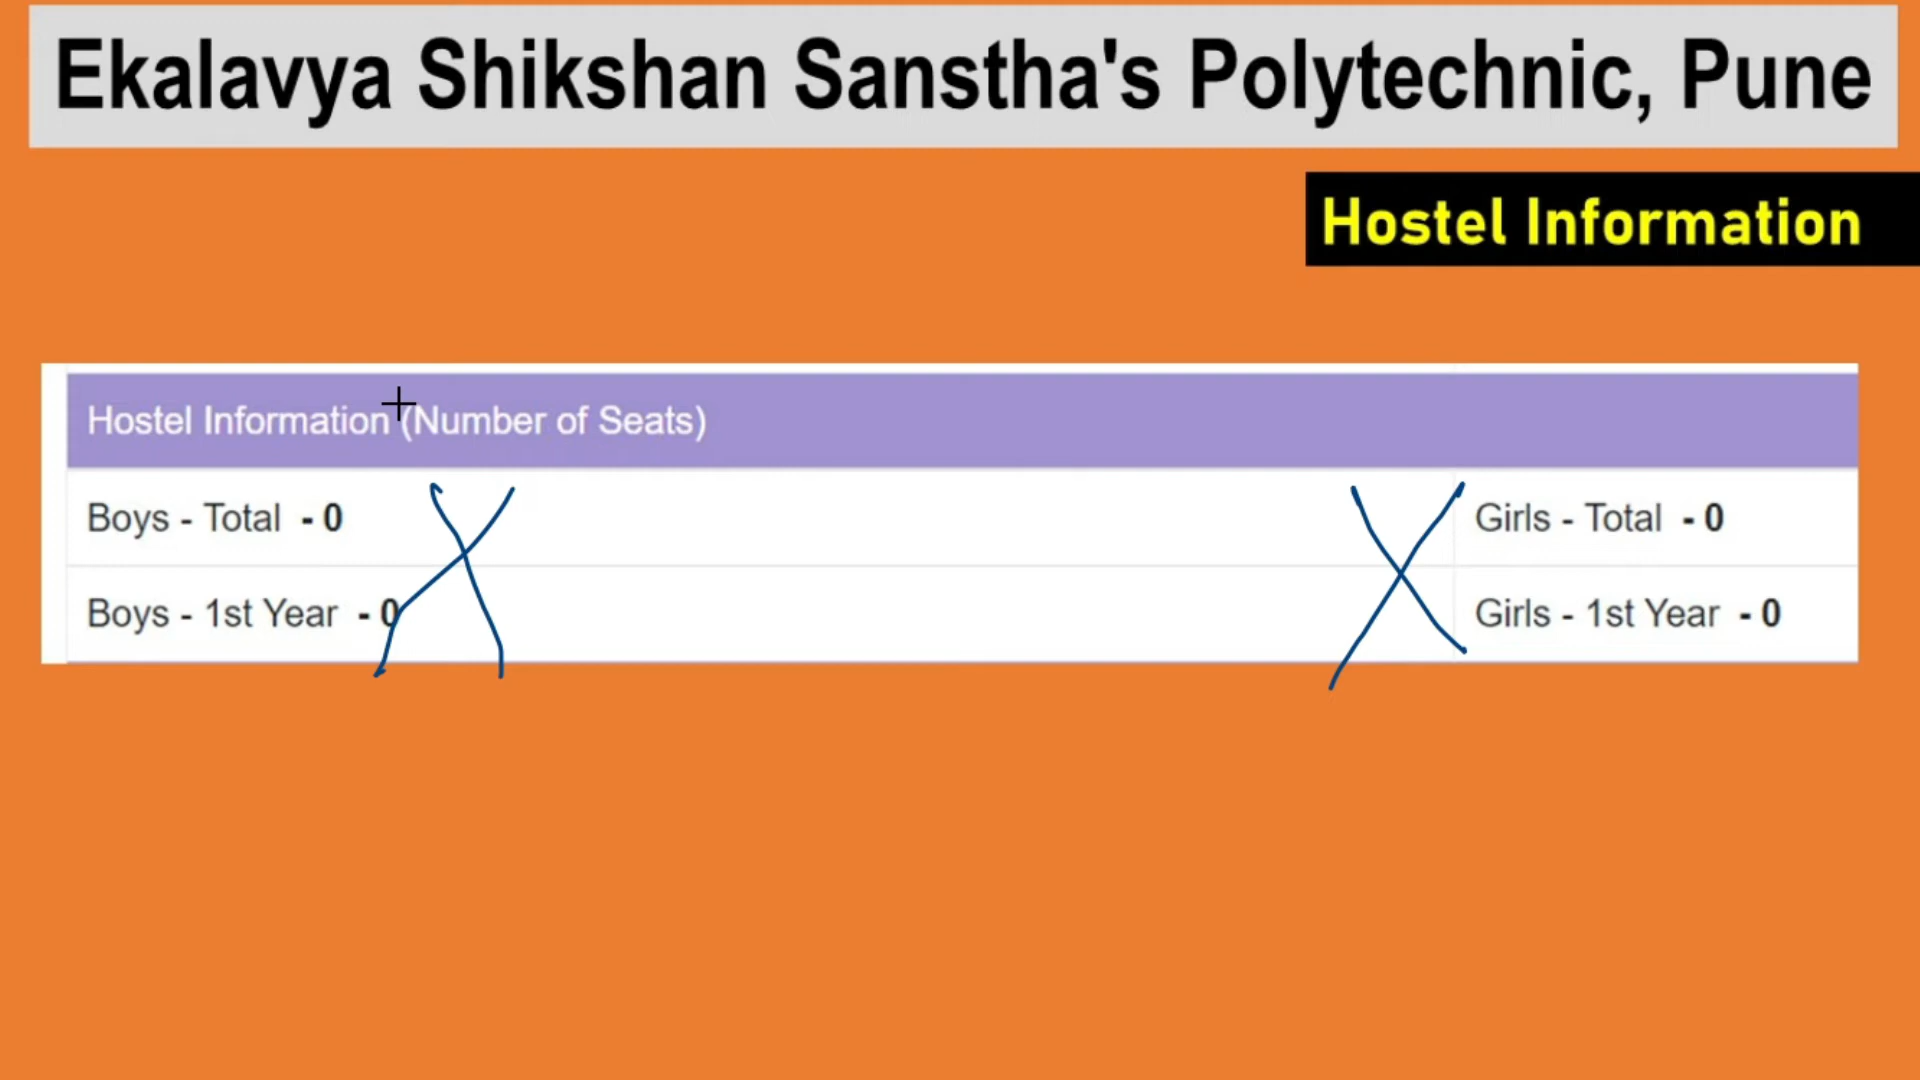 Ekalavya Shikshan Sanstha's Polytechnic, Pune
Hostel Information
Hostel Information (Number of Seats)
Boys - Total - 0
Girls - Total - 0
Boys - 1st Year - 0
Girls - 1st Year - 0